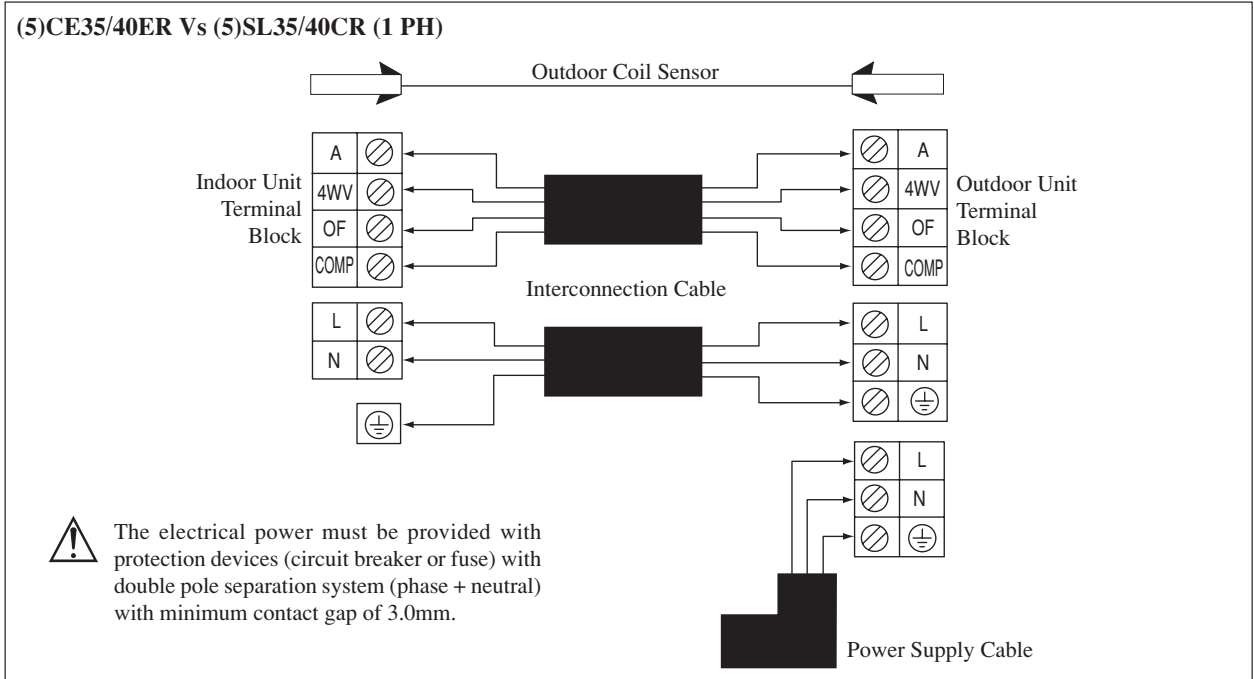 (5)CE35/40ER Vs (5)SL35/40CR (1 PH)
Outdoor Coil Sensor
Indoor Unit
Terminal
Block
A
4WV
OF
COMP
A
4WV
OF
COMP
Outdoor Unit
Terminal
Block
Interconnection Cable
L
N
L
N
L
N
The electrical power must be provided with
protection devices (circuit breaker or fuse) with
double pole separation system (phase + neutral)
with minimum contact gap of 3.0mm.
Power Supply Cable